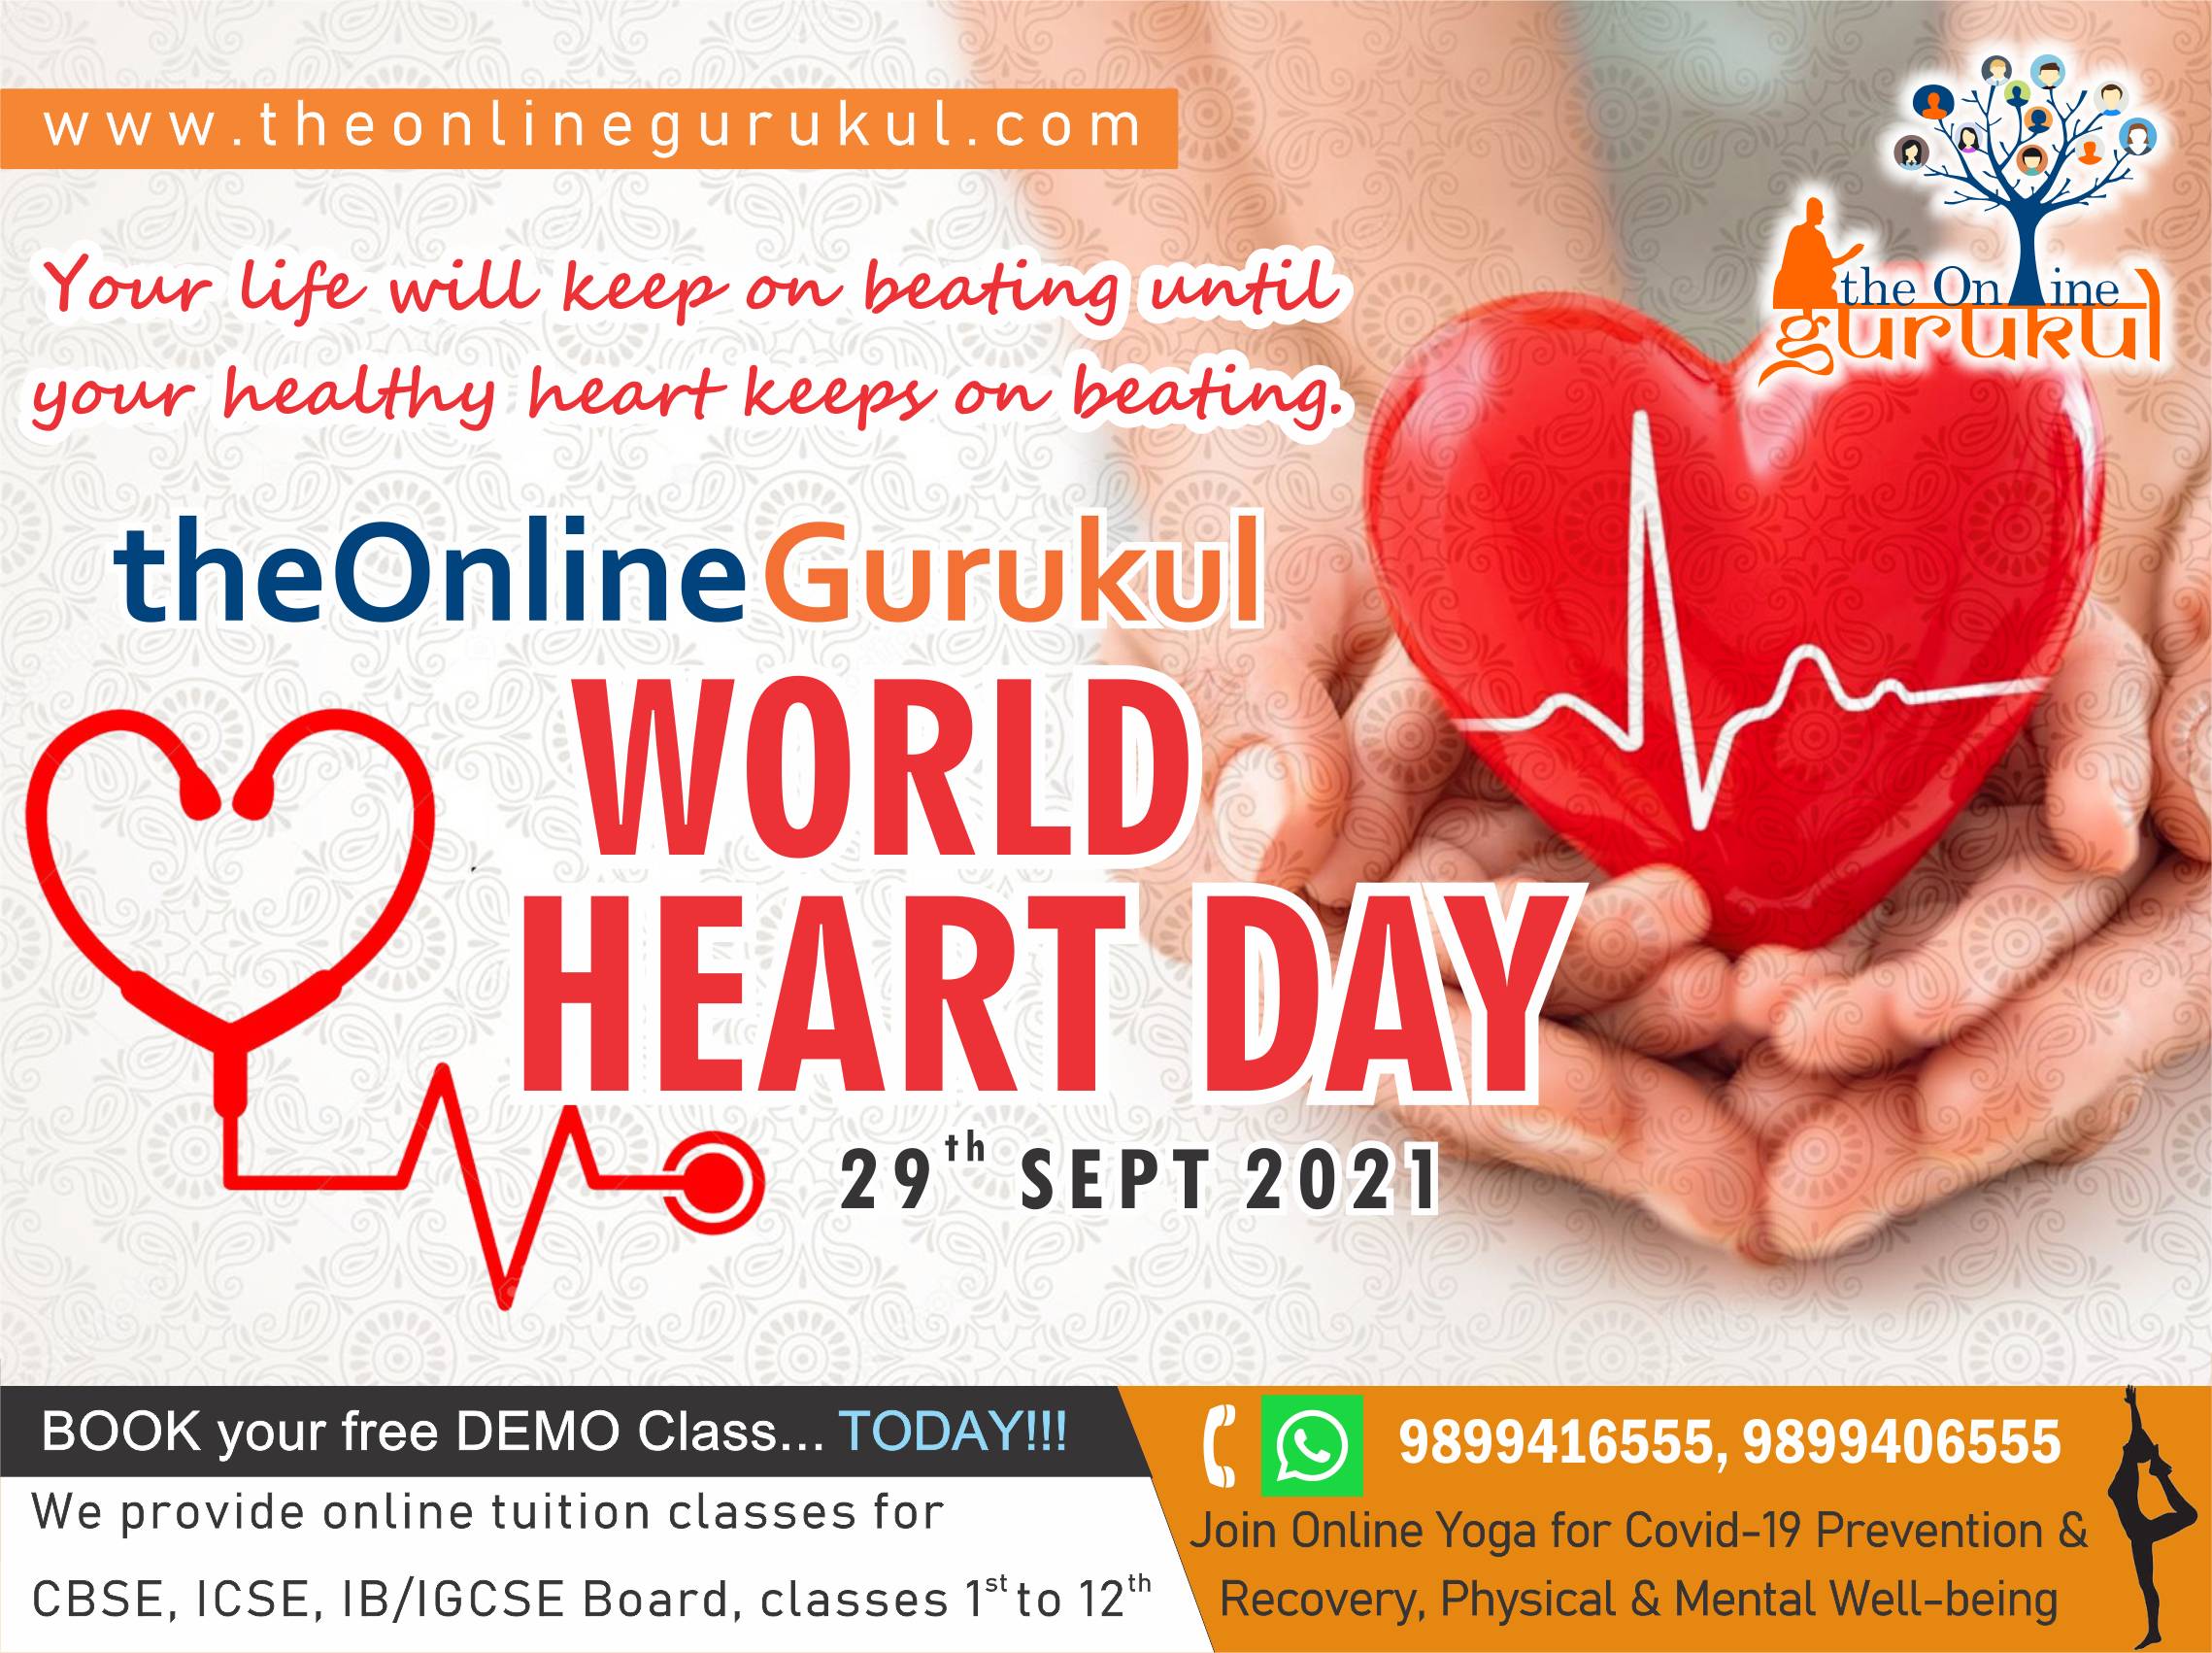 www.theonlinegurukul.com
the Online
gurukul
Your life will keep on beating until
your healthy heart keeps on beating.
theOnlineGurukul
WORLD
HEART DAY
29th SEPT 2021
BOOK your free DEMO Class... TODAY!!!
We provide online tuition classes for
CBSE, ICSE, IB/IGCSE Board, classes 1st to 12th
9899416555, 9899406555
Join Online Yoga for Covid-19 Prevention &
Recovery, Physical & Mental Well-being